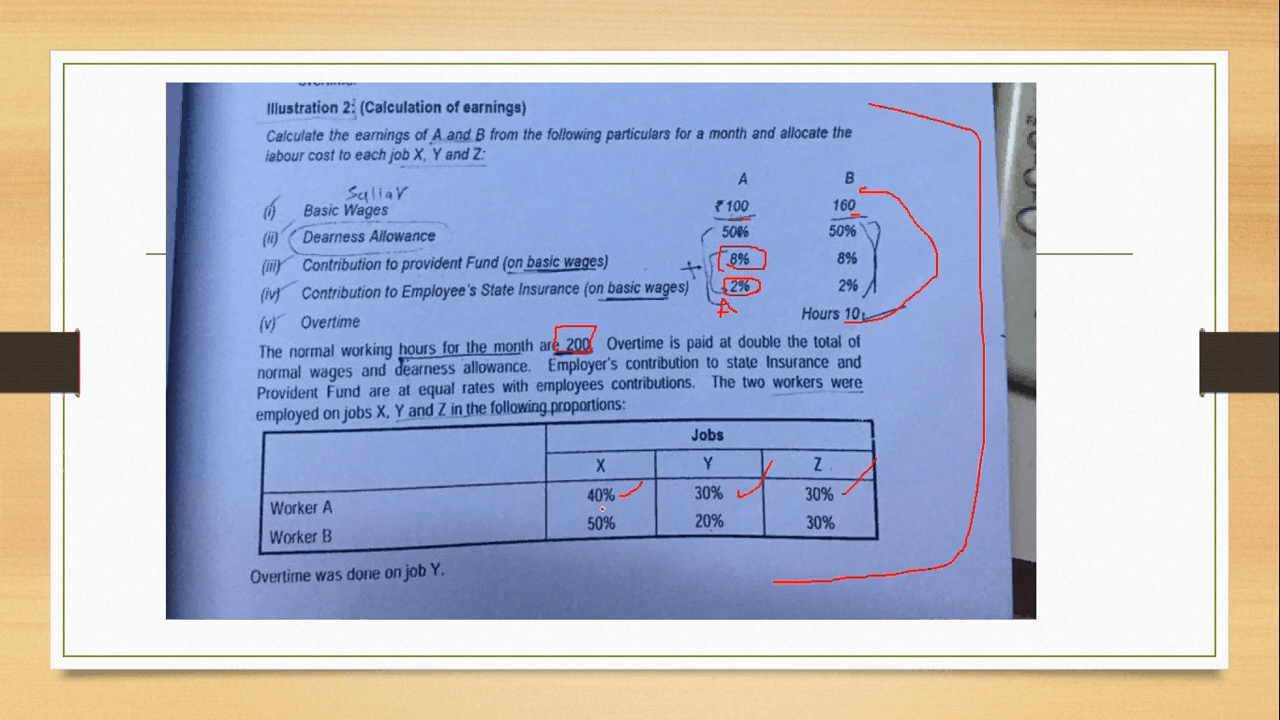 Illustration 2: (Calculation of earnings)
Calculate the earnings of A and B from the following particulars for a month and allocate the
labour cost to each job X, Y and Z:
A B
Sallar
(i) Basic Wages ₹100 160
(ii) Dearness Allowance 50% 50%
(iii) Contribution to provident Fund (on basic wages) 8% 8%
(iv) Contribution to Employee's State Insurance (on basic wages) + 2% 2%
A
(v) Overtime Hours 10
The normal working hours for the month are 200. Overtime is paid at double the total of
normal wages and dearness allowance. Employer's contribution to state Insurance and
Provident Fund are at equal rates with employees contributions. The two workers were
employed on jobs X, Y and Z in the following proportions:
Jobs
X Y Z
Worker A 40% 30% 30%
Worker B 50% 20% 30%
Overtime was done on job Y.